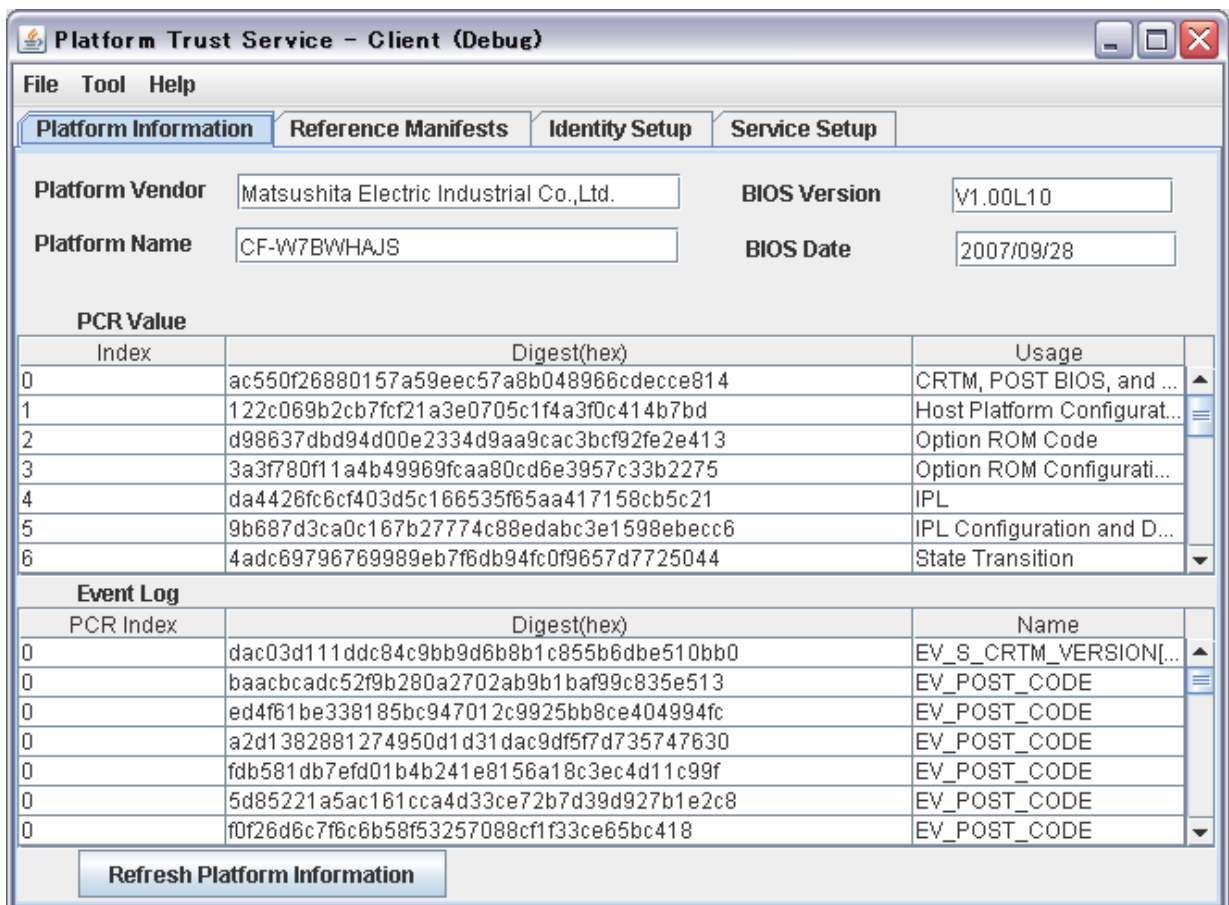 Platform Trust Service - Client (Debug)
File Tool Help
Platform Information Reference Manifests Identity Setup Service Setup
Platform Vendor Matsushita Electric Industrial Co.,Ltd. BIOS Version V1.00L10
Platform Name CF-W7BWHAJS BIOS Date 2007/09/28
PCR Value
Index Digest(hex) Usage
0 ac550f26880157a59eec57a8b048966cdecce814 CRTM, POST BIOS, and ...
1 122c069b2cb7fcf21a3e0705c1f4a3f0c414b7bd Host Platform Configurat...
2 d98637dbd94d00e2334d9aa9cac3bcf92fe2e413 Option ROM Code
3 3a3f780f11a4b49969fcaa80cd6e3957c33b2275 Option ROM Configurati...
4 da4426fc6cf403d5c166535f65aa417158cb5c21 IPL
5 9b687d3ca0c167b27774c88edabc3e1598ebecc6 IPL Configuration and D...
6 4adc69796769989eb7f6db94fc0f9657d7725044 State Transition
Event Log
PCR Index Digest(hex) Name
0 dac03d111ddc84c9bb9d6b8b1c855b6dbe510bb0 EV_S_CRTM_VERSION[...
0 baacbcadc52f9b280a2702ab9b1baf99c835e513 EV_POST_CODE
0 ed4f61be338185bc947012c9925bb8ce404994fc EV_POST_CODE
0 a2d1382881274950d1d31dac9df5f7d735747630 EV_POST_CODE
0 fdb581db7efd01b4b241e8156a18c3ec4d11c99f EV_POST_CODE
0 5d85221a5ac161cca4d33ce72b7d39d927b1e2c8 EV_POST_CODE
0 f0f26d6c7f6c6b58f53257088cf1f33ce65bc418 EV_POST_CODE
Refresh Platform Information